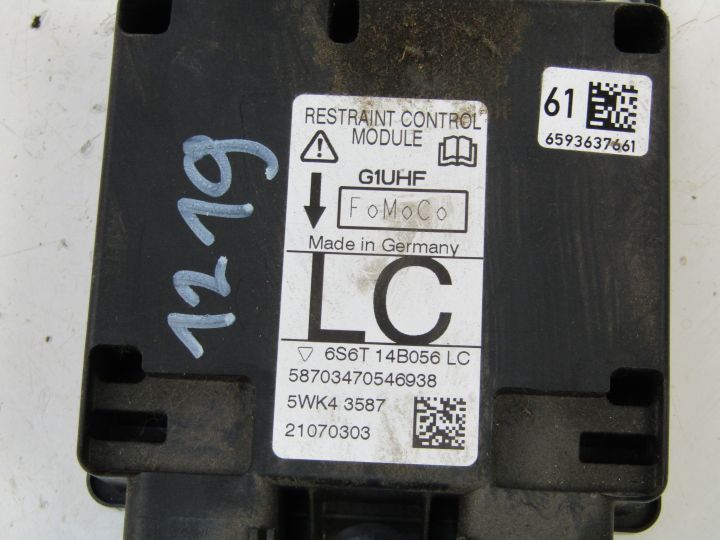 1219
RESTRAINT CONTROL
MODULE
G1UHF
FoMoCo
Made in Germany
LC
6S6T 14B056 LC
58703470546938
5WK4 3587
21070303
61
6593637661